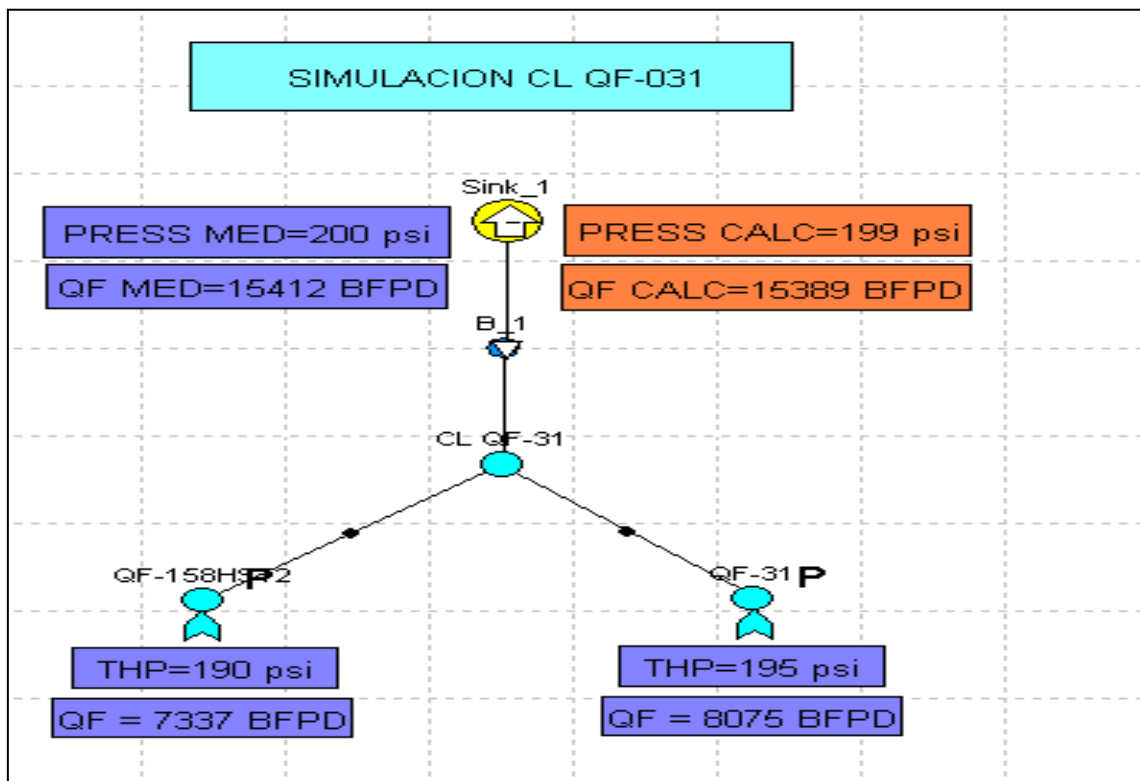 SIMULACION CL QF-031
Sink_1
PRESS MED=200 psi
PRESS CALC=199 psi
QF MED=15412 BFPD
QF CALC=15389 BFPD
B_1
CL QF-31
P
QF-31 P
THP=190 psi
THP=195 psi
QF = 7337 BFPD
QF = 8075 BFPD